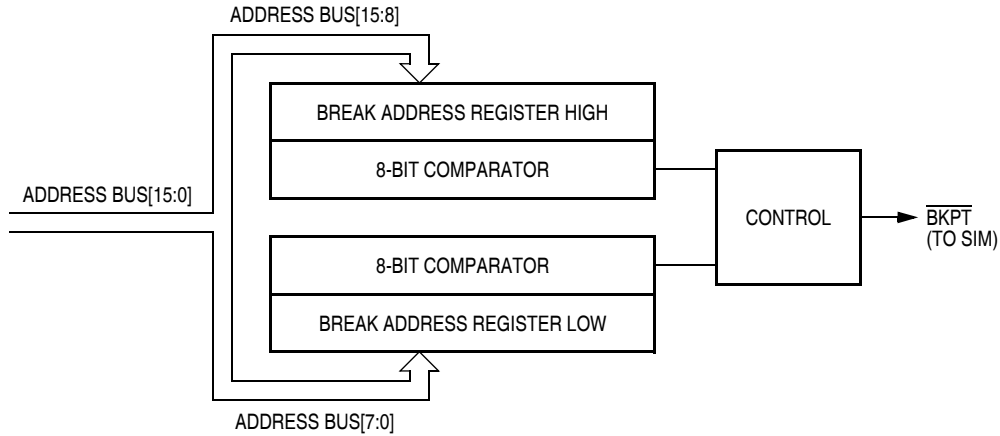 ADDRESS BUS[15:8]
BREAK ADDRESS REGISTER HIGH
8-BIT COMPARATOR
ADDRESS BUS[15:0]
CONTROL
BKPT
(TO SIM)
8-BIT COMPARATOR
BREAK ADDRESS REGISTER LOW
ADDRESS BUS[7:0]